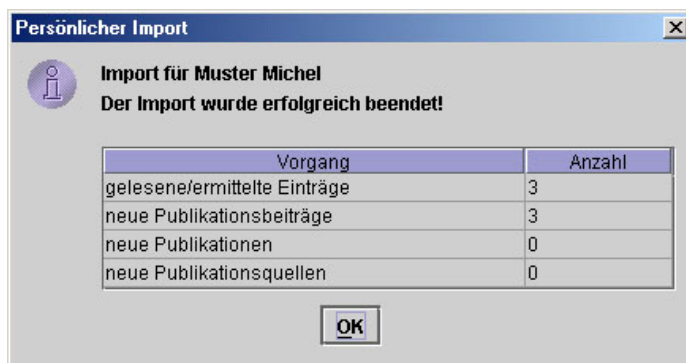 Persönlicher Import
Import für Muster Michel
Der Import wurde erfolgreich beendet!
Vorgang Anzahl
gelesene/ermittelte Einträge 3
neue Publikationsbeiträge 3
neue Publikationen 0
neue Publikationsquellen 0
OK